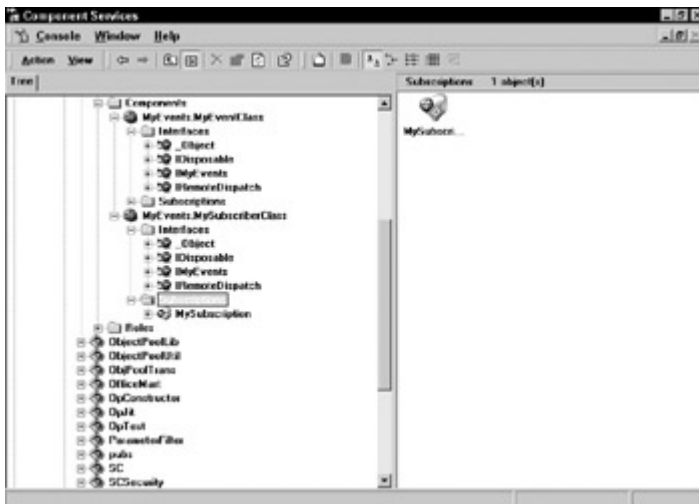 Component Services
Console Window Help
Action View
Tree
Subscriptions 1 object(s)
Components
MyEvents.MyEventClass
Interfaces
_Object
IDisposable
IMyEvents
IRemoteDispatch
Subscriptions
MyEvents.MySubscriberClass
Interfaces
_Object
IDisposable
IMyEvents
IRemoteDispatch
Subscriptions
MySubscription
Roles
ObjectPoolLib
ObjectPoolUtil
ObjPoolTrans
OfficeMart
OpConstructor
OpJit
OpTest
ParameterFilter
pubs
SC
SCSecurity
MySubscri...